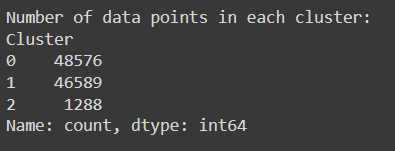 Number of data points in each cluster:
Cluster
0    48576
1    46589
2     1288
Name: count, dtype: int64